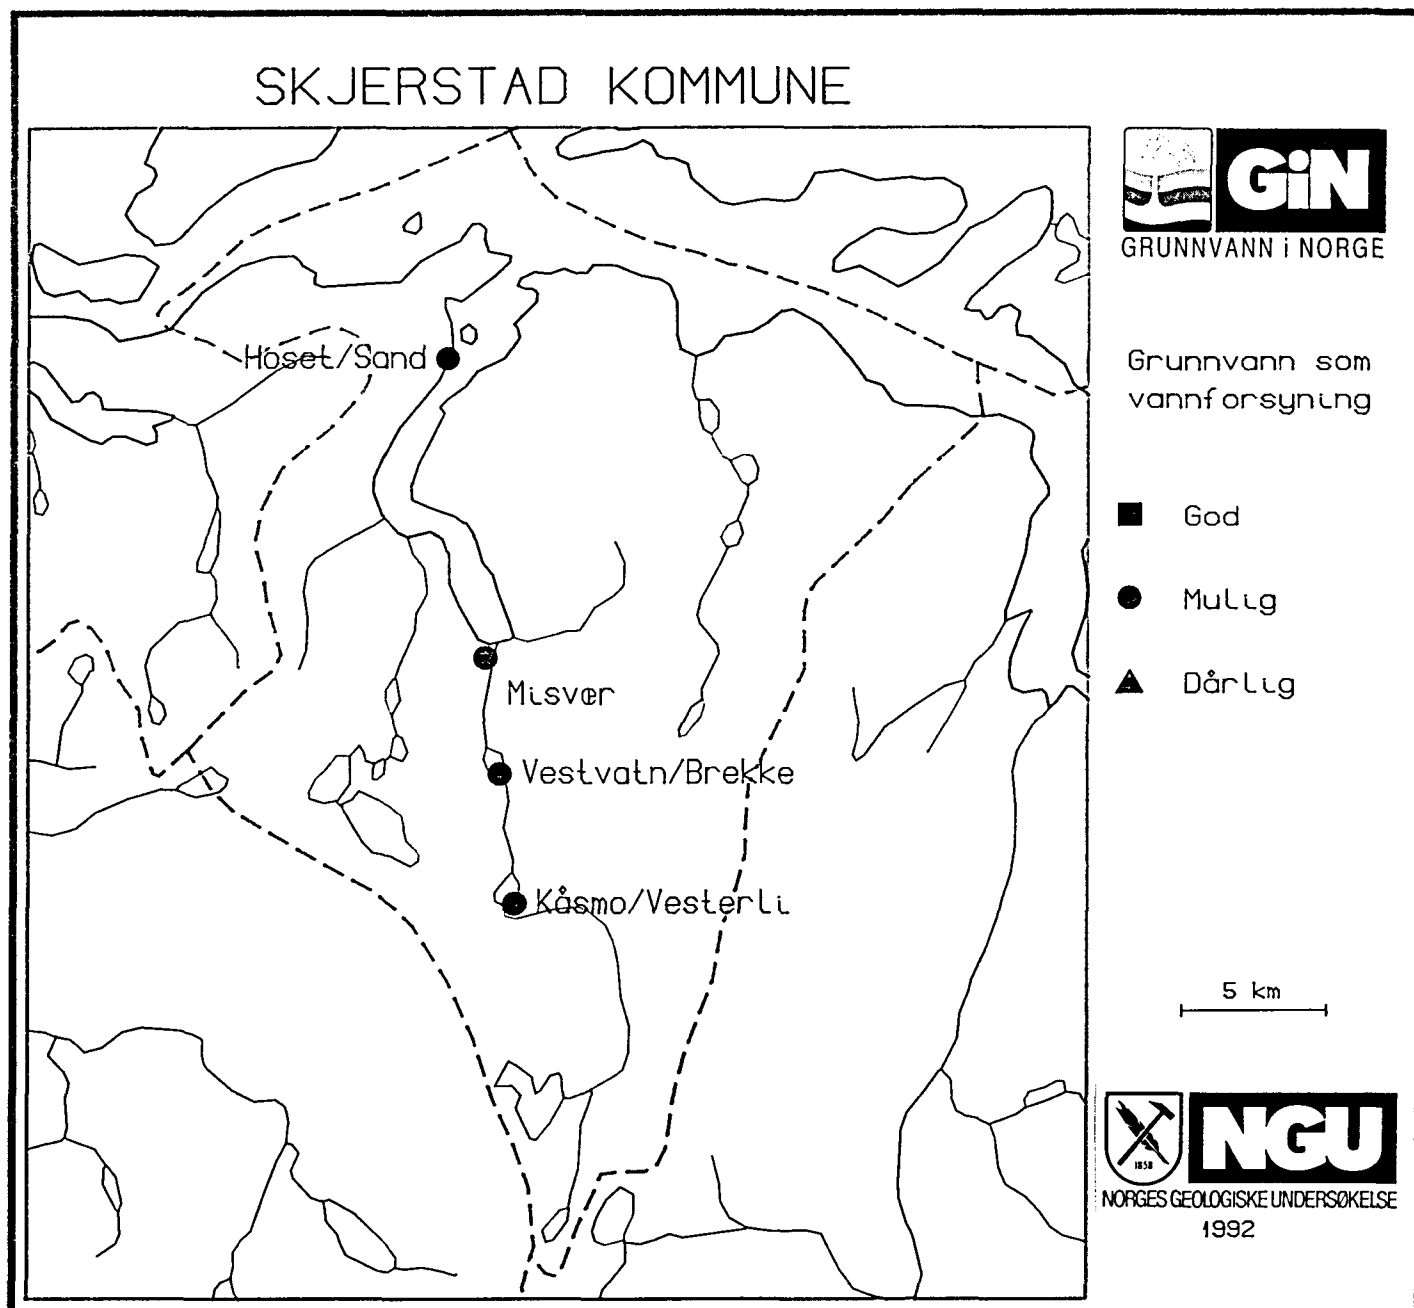 SKJERSTAD KOMMUNE
GiN
GRUNNVANN i NORGE
Grunnvann som
vannforsyning
God
Mulig
Dårlig
Høset/Sand
Misvær
Vestvatn/Brekke
Kåsmo/Vesterli
5 km
1858
NGU
NORGES GEOLOGISKE UNDERSØKELSE
1992